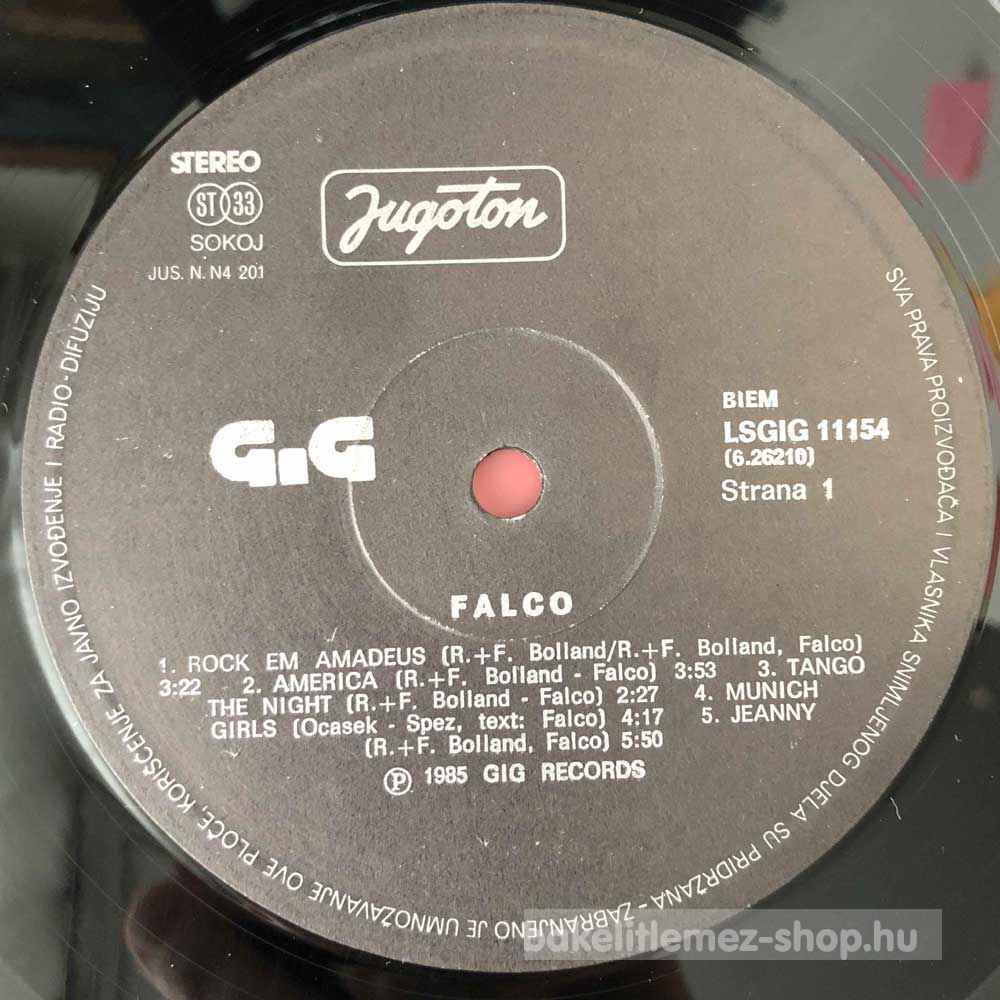 STEREO
ST 33
SOKOJ
JUS. N. N4 201
Jugoton
GiG
BIEM
LSGIG 11154
(6.26210)
Strana 1
FALCO
1. ROCK EM AMADEUS (R.+F. Bolland/R.+F. Bolland, Falco)
3:22 2. AMERICA (R.+F. Bolland - Falco) 3:53 3. TANGO
THE NIGHT (R.+F. Bolland - Falco) 2:27 4. MUNICH
GIRLS (Ocasek - Spez, text: Falco) 4:17 5. JEANNY
(R.+F. Bolland, Falco) 5:50
Ⓟ 1985 GIG RECORDS
SVA PRAVA PROIZVOĐAČA I VLASNIKA SNIMLJENOG DJELA SU PRIDRŽANA - ZABRANJENO JE UMNOŽAVANJE OVE PLOČE, KORIŠĆENJE ZA JAVNO IZVOĐENJE I RADIO-DIFUZIJU
bakelitlemez-shop.hu